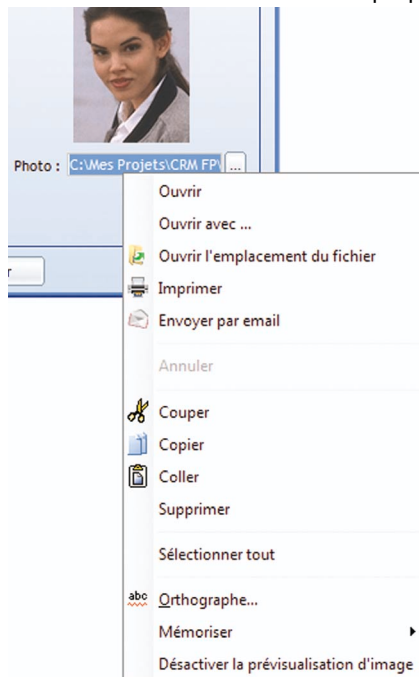 Photo : C:\Mes Projets\CRM FP\ ...
Ouvrir
Ouvrir avec ...
Ouvrir l'emplacement du fichier
r
Imprimer
Envoyer par email
Annuler
Couper
Copier
Coller
Supprimer
Sélectionner tout
abc Orthographe...
Mémoriser
Désactiver la prévisualisation d'image